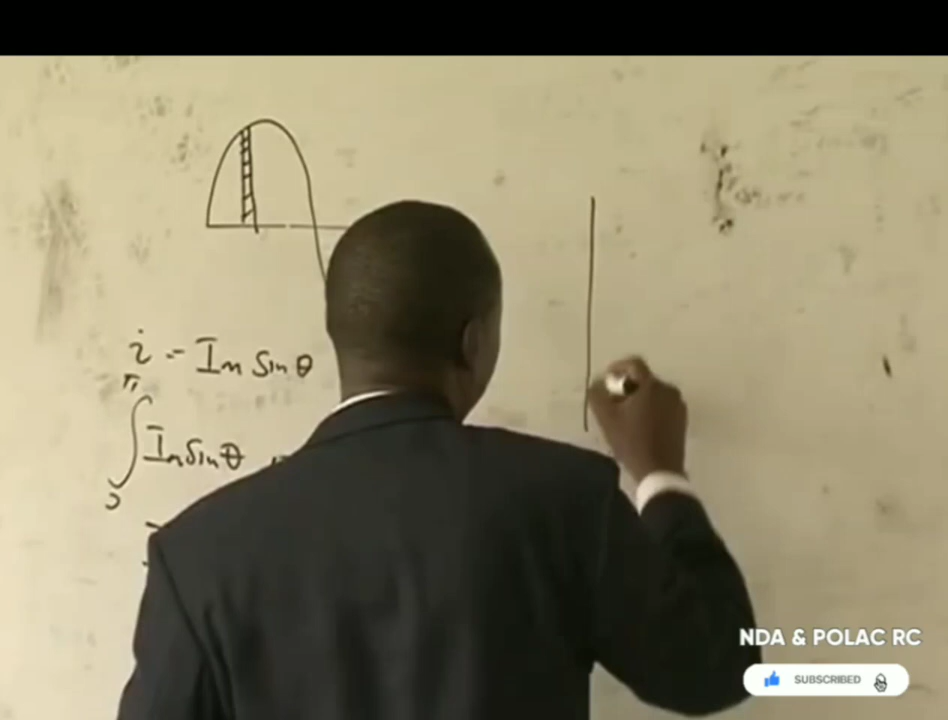 i = Im Sin θ
π
∫ Im Sin θ
0
NDA & POLAC RC
SUBSCRIBED